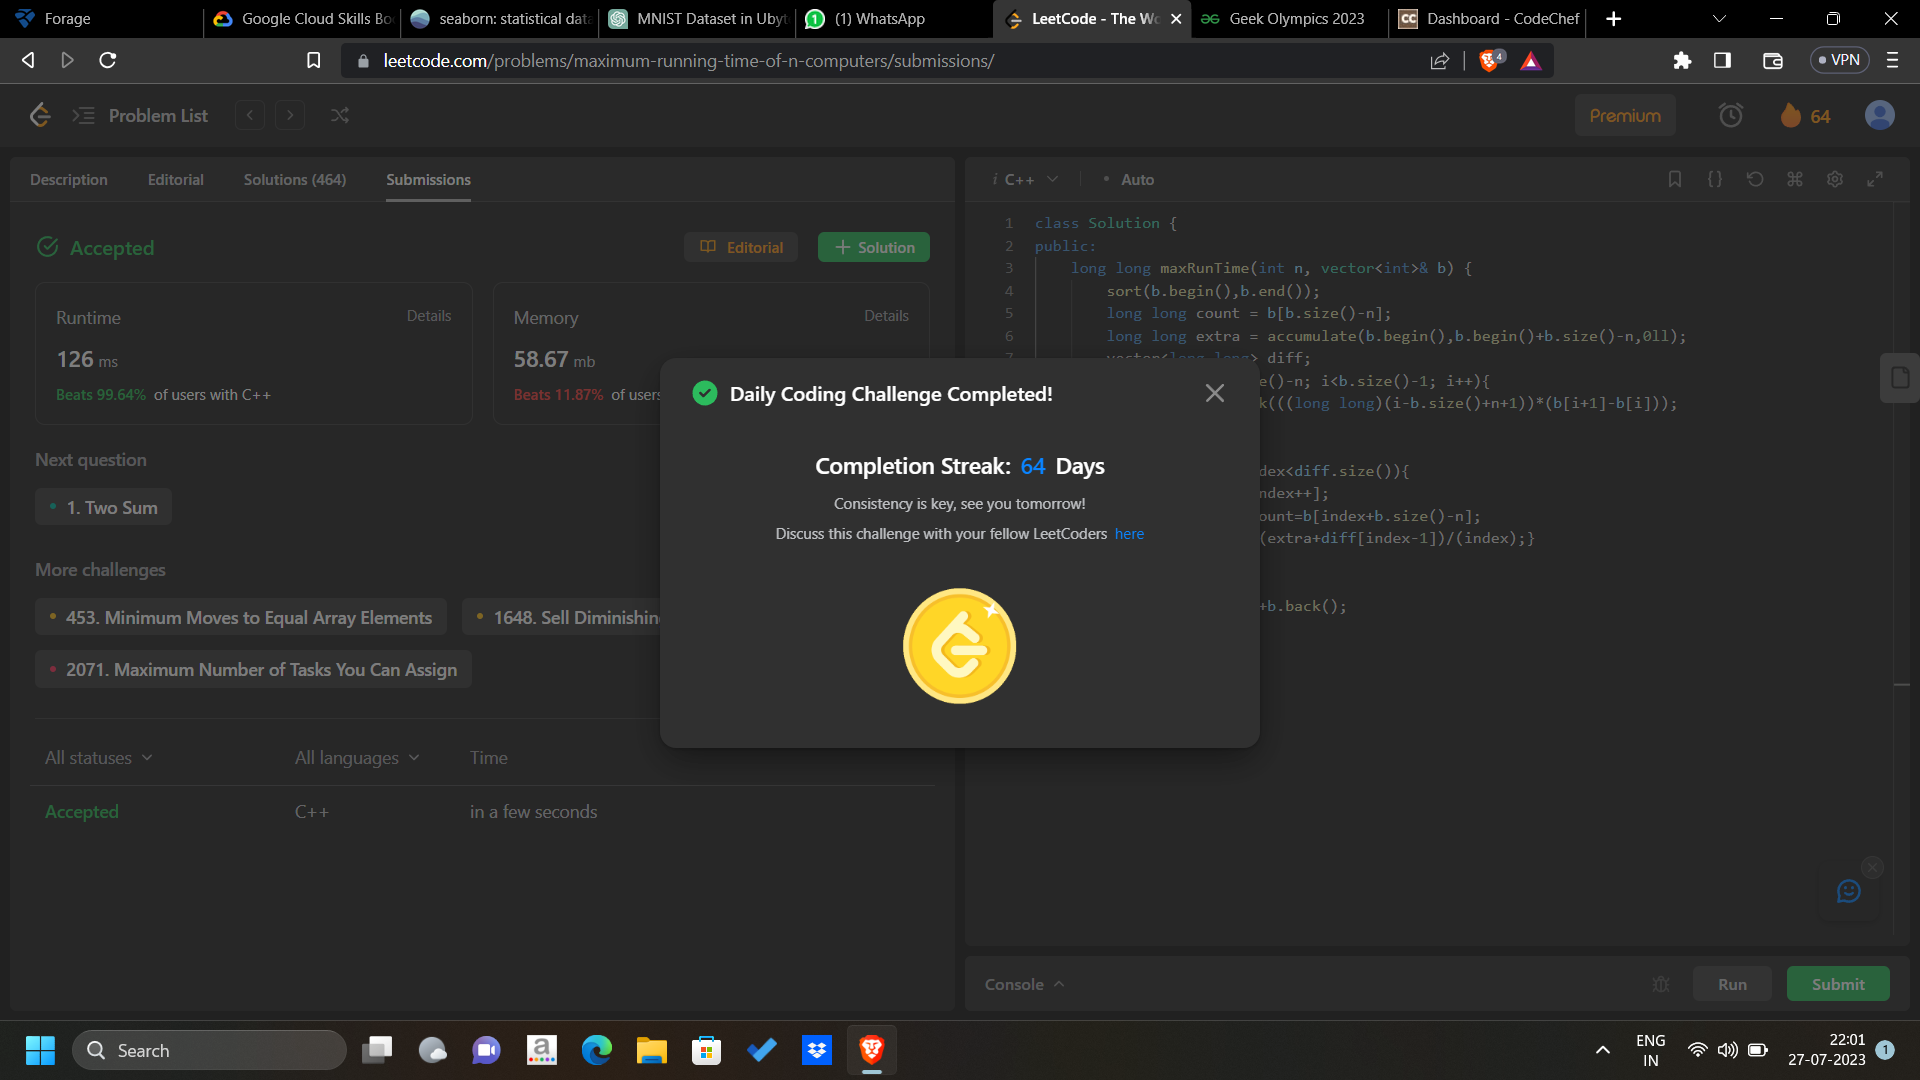 Forage
Google Cloud Skills Bo
seaborn: statistical data
MNIST Dataset in Ubyt
(1) WhatsApp
LeetCode - The Wo
Geek Olympics 2023
Dashboard - CodeChef
leetcode.com/problems/maximum-running-time-of-n-computers/submissions/
4
VPN
Problem List
Premium
64
Description
Editorial
Solutions (464)
Submissions
Accepted
Editorial
Solution
Runtime
Details
126 ms
Beats 99.64% of users with C++
Memory
Details
58.67 mb
Beats 11.87% of users
Next question
1. Two Sum
More challenges
453. Minimum Moves to Equal Array Elements
1648. Sell Diminishin
2071. Maximum Number of Tasks You Can Assign
All statuses
All languages
Time
Accepted
C++
in a few seconds
i C++
Auto
1 class Solution {
2 public:
3 long long maxRunTime(int n, vector<int>& b) {
4 sort(b.begin(),b.end());
5 long long count = b[b.size()-n];
6 long long extra = accumulate(b.begin(),b.begin()+b.size()-n,0ll);
7 vector<long long> diff;
()-n; i<b.size()-1; i++){
k(((long long)(i-b.size()+n+1))*(b[i+1]-b[i]));
dex<diff.size()){
ndex++];
ount=b[index+b.size()-n];
(extra+diff[index-1])/(index);}
+b.back();
Daily Coding Challenge Completed!
Completion Streak: 64 Days
Consistency is key, see you tomorrow!
Discuss this challenge with your fellow LeetCoders here
Console
Run
Submit
Search
ENG
IN
22:01
27-07-2023
1